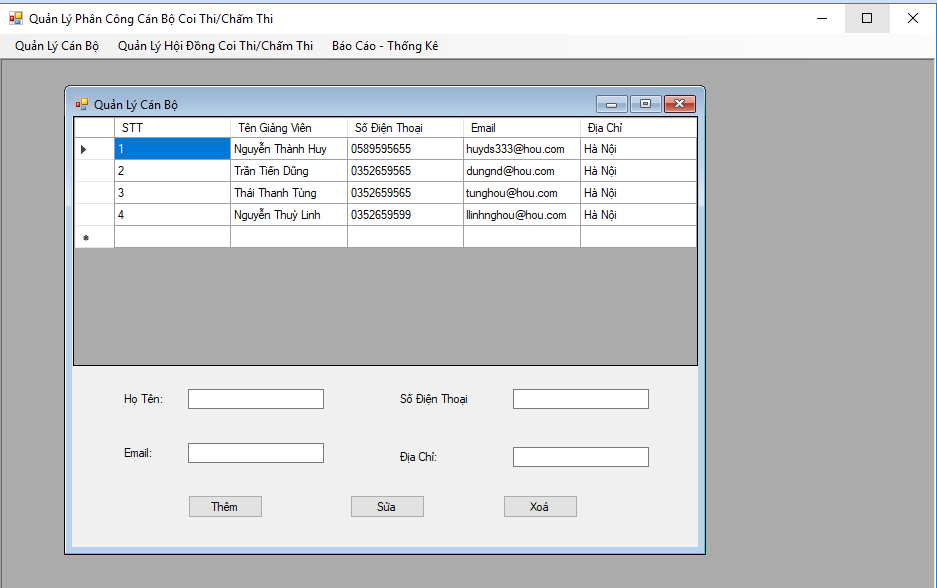 Quản Lý Phân Công Cán Bộ Coi Thi/Chấm Thi
Quản Lý Cán Bộ Quản Lý Hội Đồng Coi Thi/Chấm Thi Báo Cáo - Thống Kê
Quản Lý Cán Bộ
STT Tên Giảng Viên Số Điện Thoại Email Địa Chỉ
1 Nguyễn Thành Huy 0589595655 huyds333@hou.com Hà Nội
2 Trần Tiến Dũng 0352659565 dungnd@hou.com Hà Nội
3 Thái Thanh Tùng 0352659565 tunghou@hou.com Hà Nội
4 Nguyễn Thuỳ Linh 0352659599 llinhnghou@hou.com Hà Nội
Họ Tên: Số Điện Thoại
Email: Địa Chỉ:
Thêm Sửa Xoá